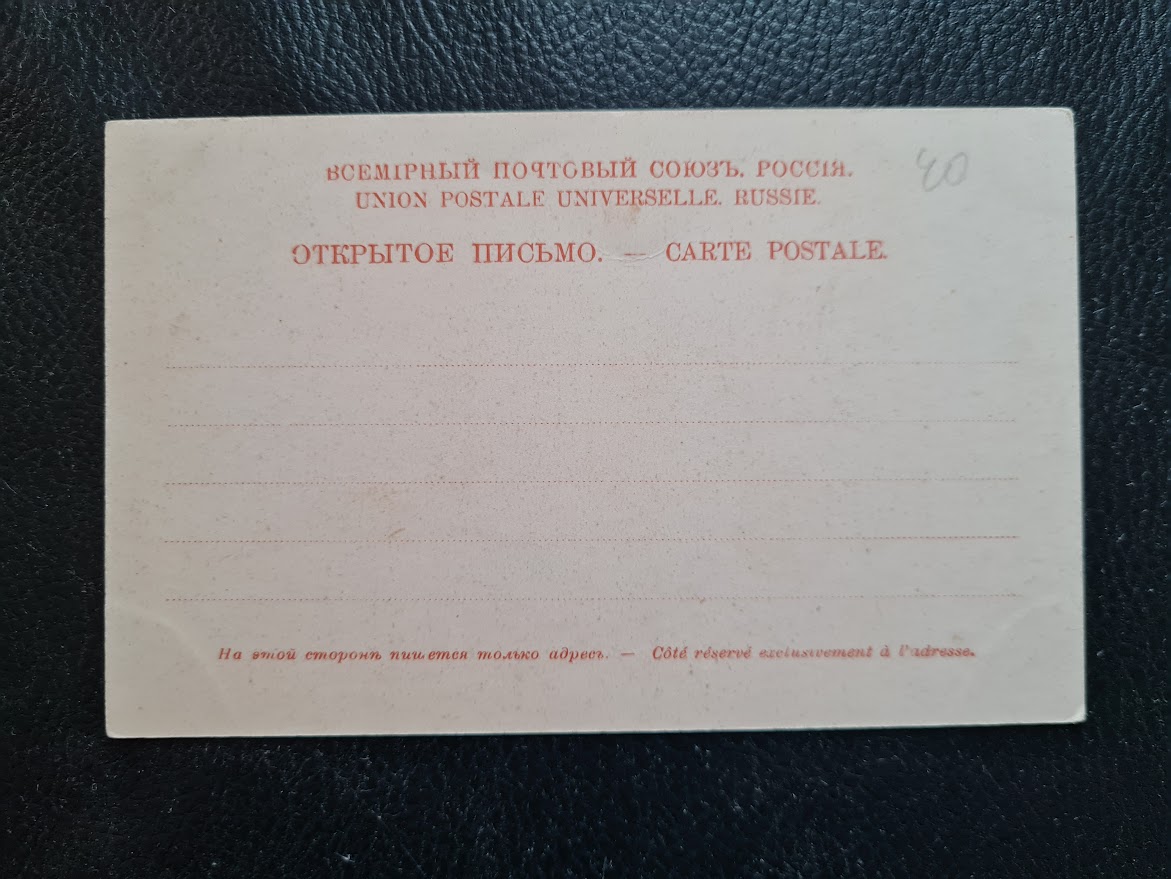 ВСЕМІРНЫЙ ПОЧТОВЫЙ СОЮЗЪ. РОССІЯ.
40
UNION POSTALE UNIVERSELLE. RUSSIE.
ОТКРЫТОЕ ПИСЬМО. — CARTE POSTALE.
На этой сторонѣ пишется только адресъ. — Côté réservé exclusivement à l'adresse.